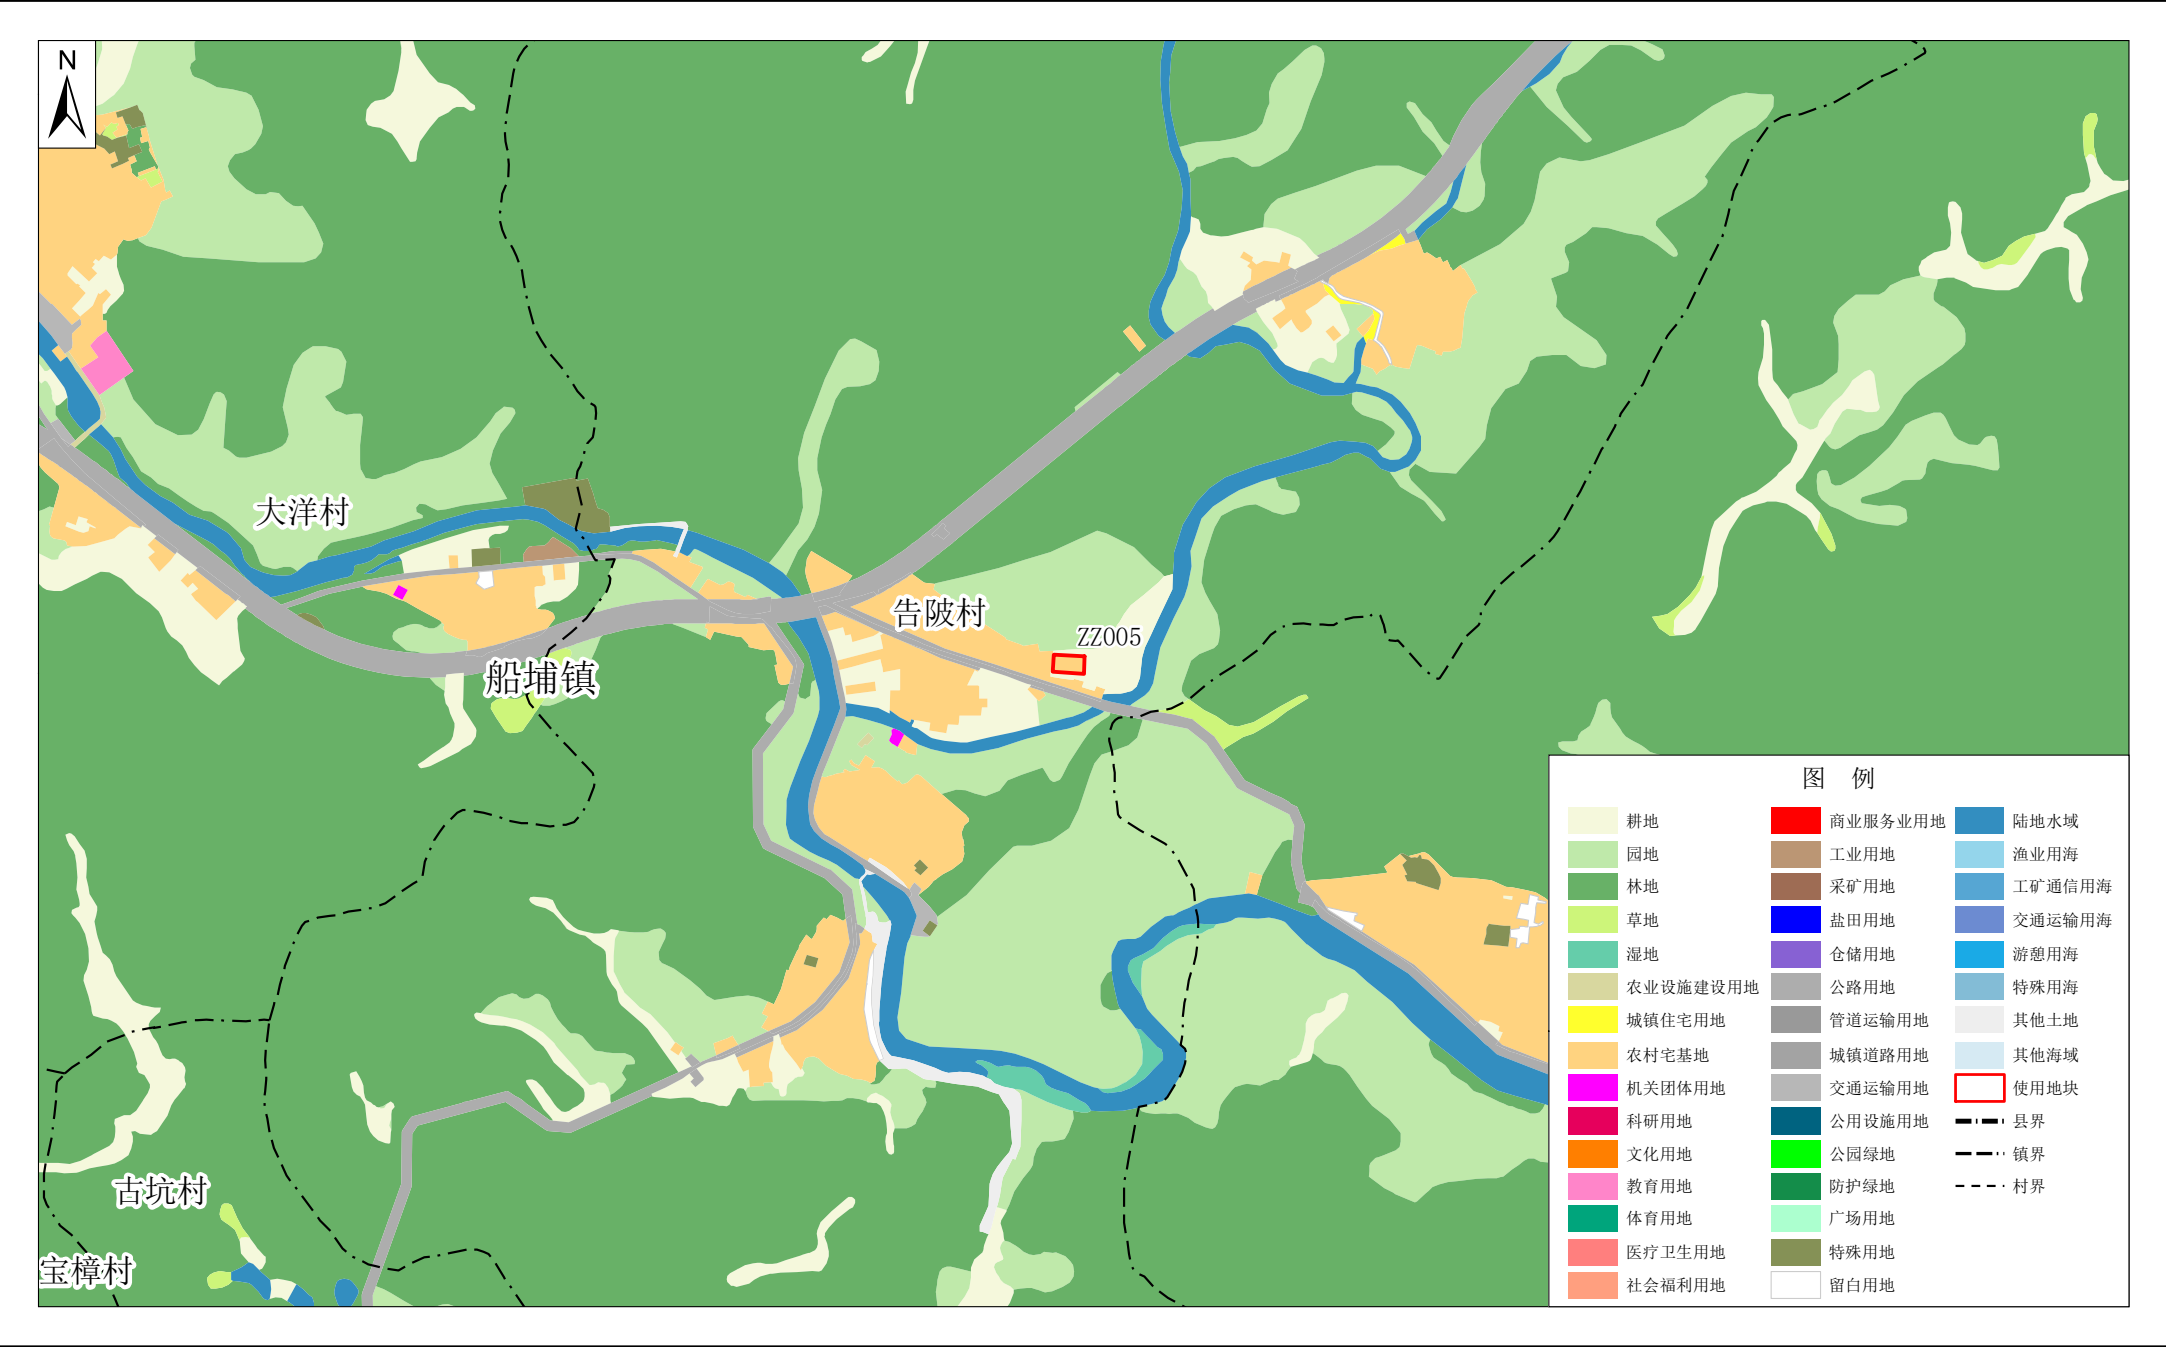 N
大洋村
告陂村
ZZ005
船埔镇
古坑村
宝樟村
图 例
耕地 商业服务业用地 陆地水域
园地 工业用地 渔业用海
林地 采矿用地 工矿通信用海
草地 盐田用地 交通运输用海
湿地 仓储用地 游憩用海
农业设施建设用地 公路用地 特殊用海
城镇住宅用地 管道运输用地 其他土地
农村宅基地 城镇道路用地 其他海域
机关团体用地 交通运输用地 使用地块
科研用地 公用设施用地 县界
文化用地 公园绿地 镇界
教育用地 防护绿地 村界
体育用地 广场用地
医疗卫生用地 特殊用地
社会福利用地 留白用地